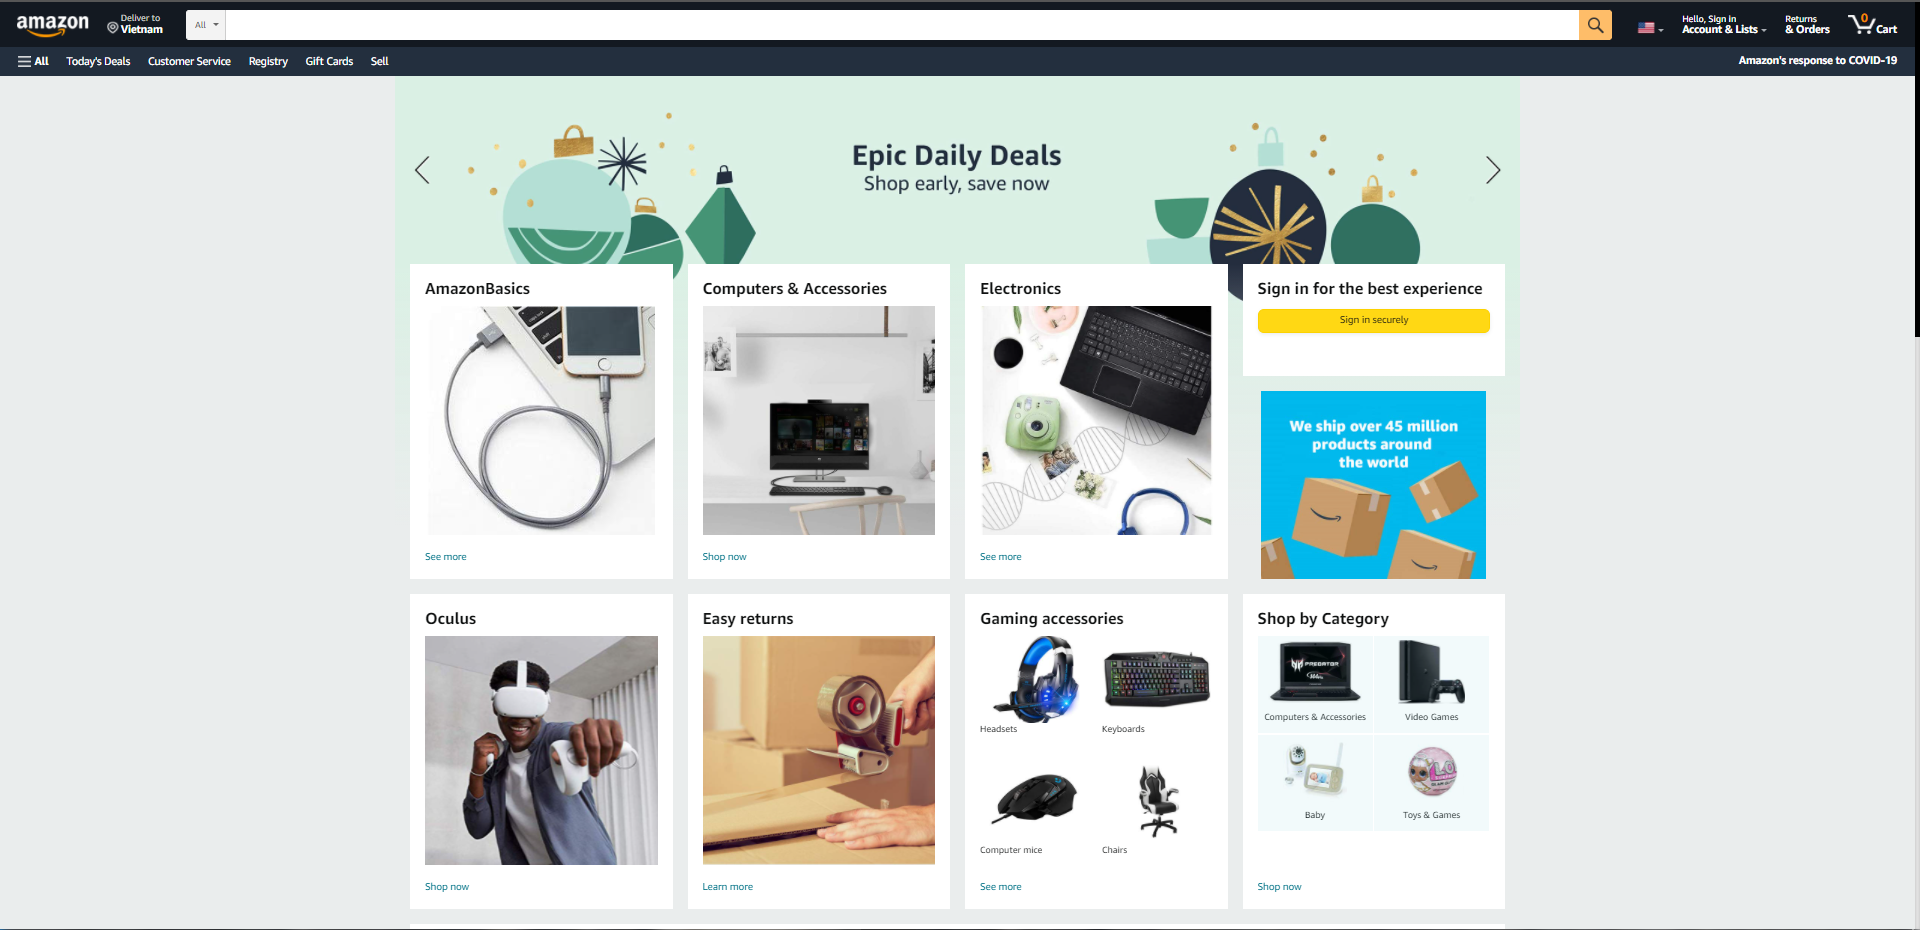 amazon
Deliver to
Vietnam
All
Hello, Sign in
Account & Lists
Returns
& Orders
0
Cart
All
Today's Deals
Customer Service
Registry
Gift Cards
Sell
Amazon's response to COVID-19
Epic Daily Deals
Shop early, save now
AmazonBasics
See more
Computers & Accessories
Shop now
Electronics
See more
Sign in for the best experience
Sign in securely
We ship over 45 million
products around
the world
Oculus
Shop now
Easy returns
Learn more
Gaming accessories
Headsets
Keyboards
Computer mice
Chairs
See more
Shop by Category
PREDATOR
Computers & Accessories
Video Games
Baby
Toys & Games
Shop now